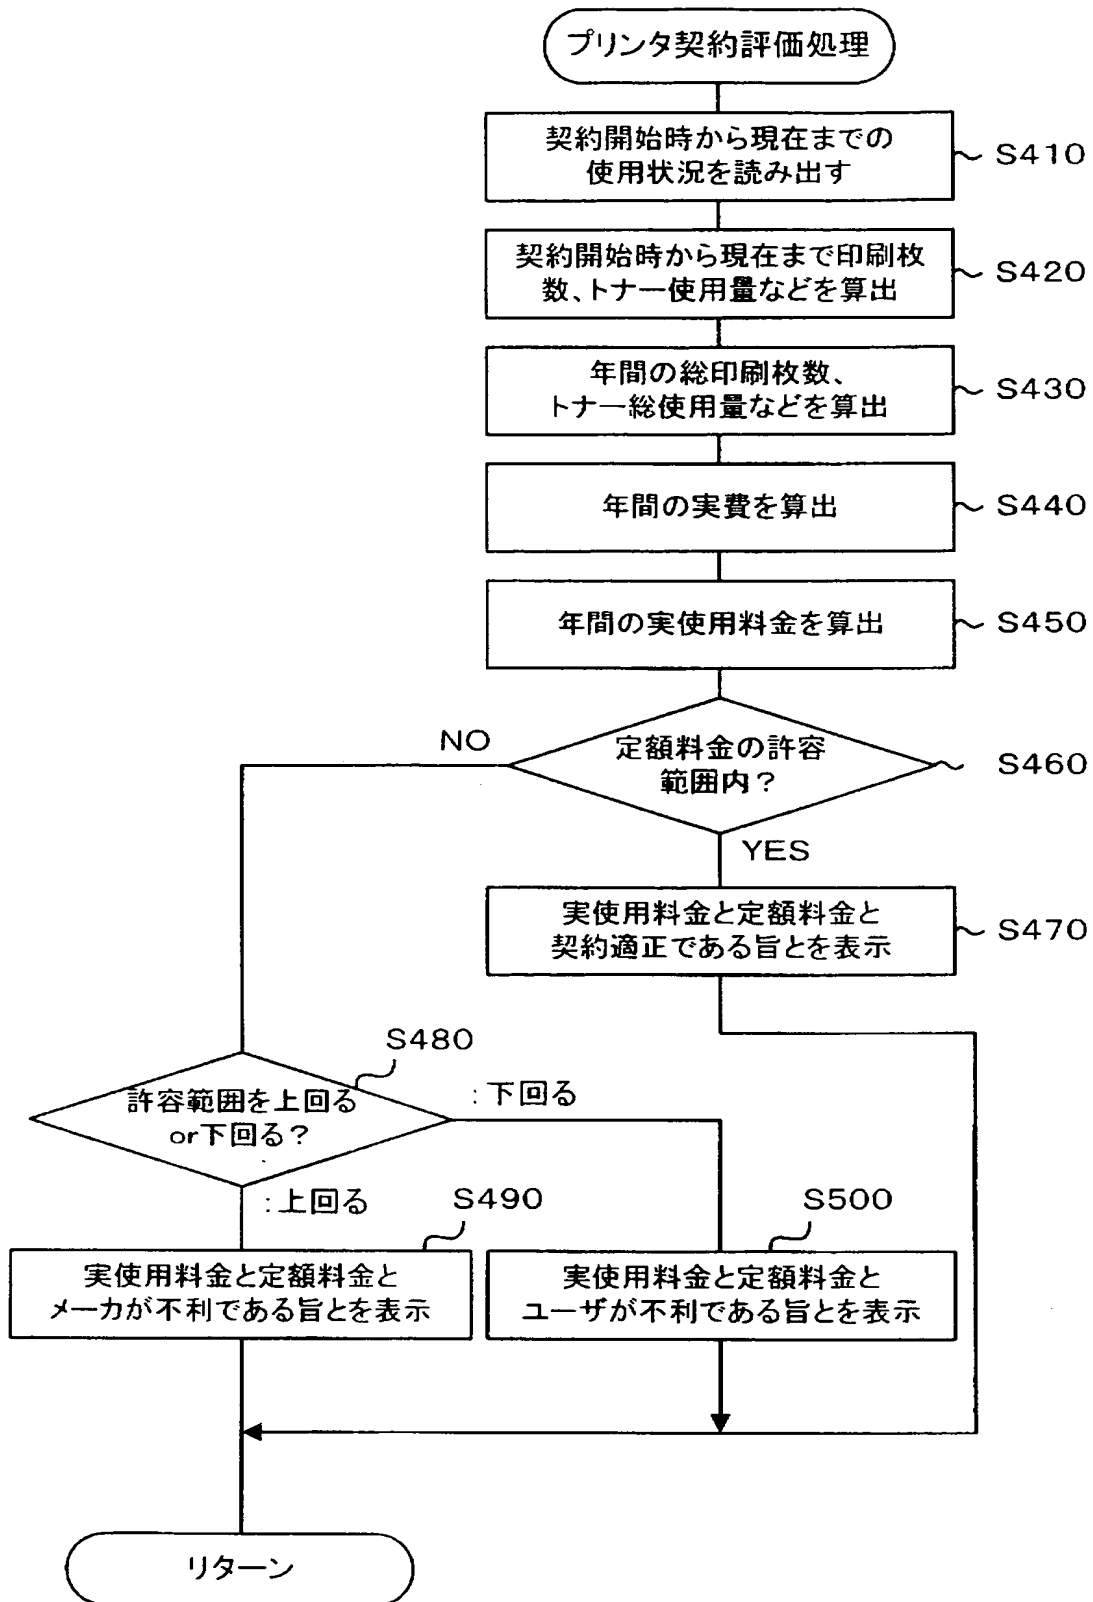 プリンタ契約評価処理
契約開始時から現在までの
使用状況を読み出す
S410
契約開始時から現在まで印刷枚
数、トナー使用量などを算出
S420
年間の総印刷枚数、
トナー総使用量などを算出
S430
年間の実費を算出
S440
年間の実使用料金を算出
S450
NO
定額料金の許容
範囲内？
S460
YES
実使用料金と定額料金と
契約適正である旨とを表示
S470
S480
許容範囲を上回る
or下回る？
：下回る
：上回る
S490
S500
実使用料金と定額料金と
メーカが不利である旨とを表示
実使用料金と定額料金と
ユーザが不利である旨とを表示
リターン